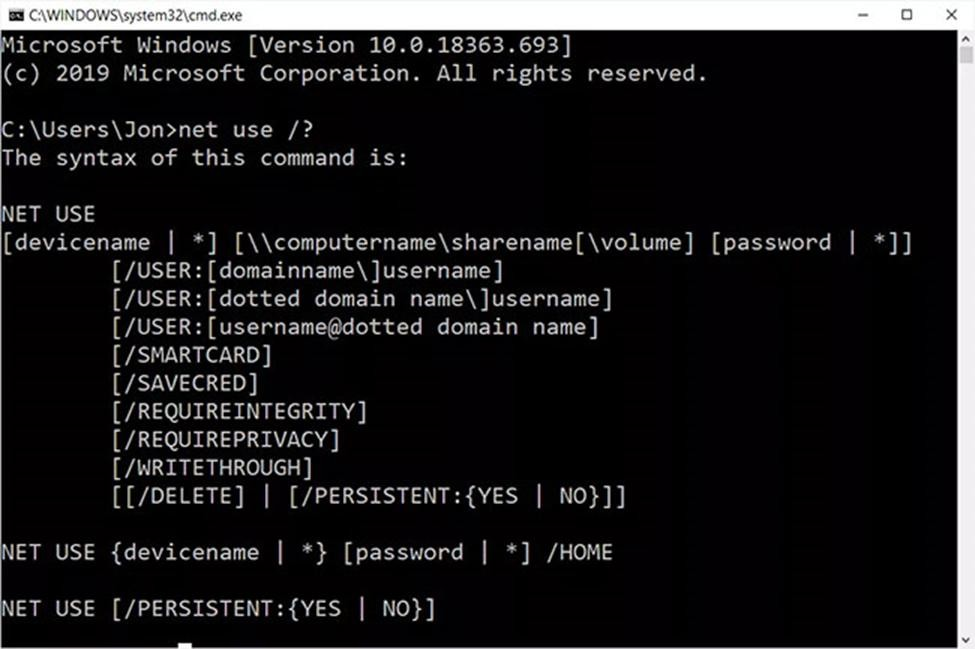 C:\WINDOWS\system32\cmd.exe
Microsoft Windows [Version 10.0.18363.693]
(c) 2019 Microsoft Corporation. All rights reserved.
C:\Users\Jon>net use /?
The syntax of this command is:
NET USE
[devicename | *] [\\computername\sharename[\volume] [password | *]]
[/USER:[domainname\]username]
[/USER:[dotted domain name\]username]
[/USER:[username@dotted domain name]
[/SMARTCARD]
[/SAVECRED]
[/REQUIREINTEGRITY]
[/REQUIREPRIVACY]
[/WRITETHROUGH]
[[/DELETE] | [/PERSISTENT:{YES | NO}]]
NET USE {devicename | *} [password | *] /HOME
NET USE [/PERSISTENT:{YES | NO}]